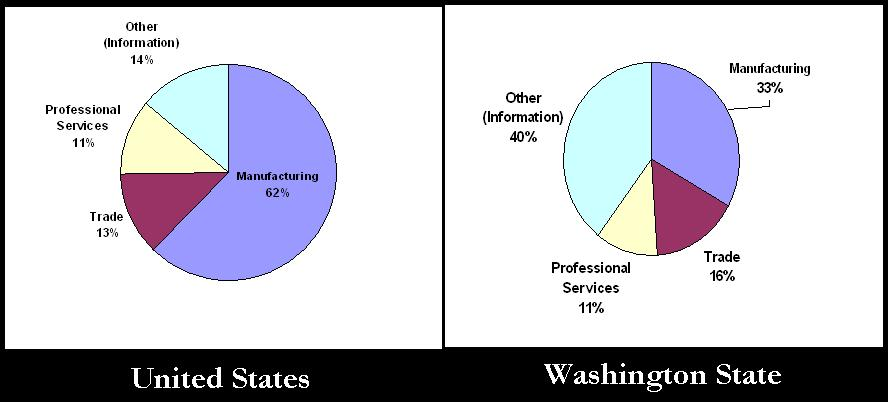 Other
(Information)
14%
Professional
Services
11%
Trade
13%
Manufacturing
62%
United States
Manufacturing
33%
Other
(Information)
40%
Trade
16%
Professional
Services
11%
Washington State